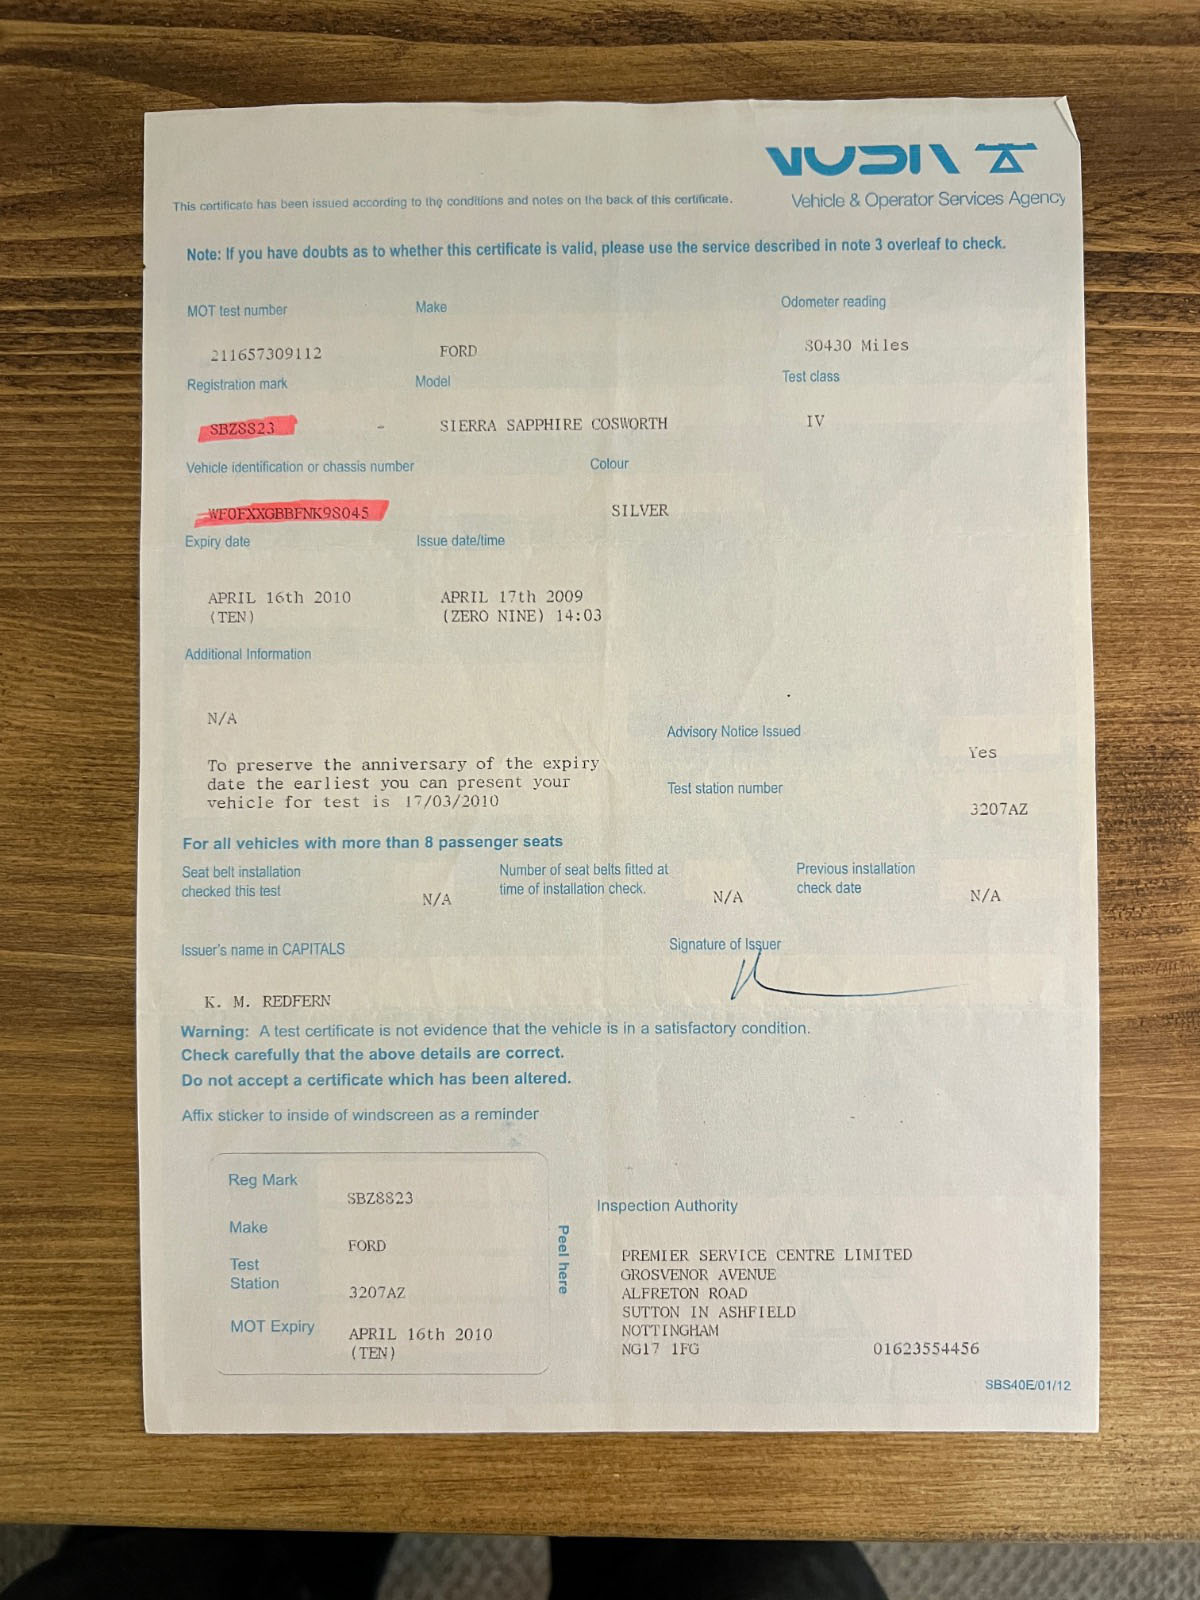 VOSA
Vehicle & Operator Services Agency
This certificate has been issued according to the conditions and notes on the back of this certificate.
Note: If you have doubts as to whether this certificate is valid, please use the service described in note 3 overleaf to check.
MOT test number Make Odometer reading
211657309112 FORD 80430 Miles
Registration mark Model Test class
SBZ8823 - SIERRA SAPPHIRE COSWORTH IV
Vehicle identification or chassis number Colour
WF0FXXGBBFNK98045 SILVER
Expiry date Issue date/time
APRIL 16th 2010 APRIL 17th 2009
(TEN) (ZERO NINE) 14:03
Additional Information
N/A
Advisory Notice Issued
Yes
To preserve the anniversary of the expiry
date the earliest you can present your
vehicle for test is 17/03/2010
Test station number
3207AZ
For all vehicles with more than 8 passenger seats
Seat belt installation
checked this test
N/A
Number of seat belts fitted at
time of installation check.
N/A
Previous installation
check date
N/A
Issuer's name in CAPITALS Signature of Issuer
K. M. REDFERN
Warning: A test certificate is not evidence that the vehicle is in a satisfactory condition.
Check carefully that the above details are correct.
Do not accept a certificate which has been altered.
Affix sticker to inside of windscreen as a reminder
Reg Mark SBZ8823
Make FORD
Test
Station 3207AZ
MOT Expiry APRIL 16th 2010
(TEN)
Peel here
Inspection Authority
PREMIER SERVICE CENTRE LIMITED
GROSVENOR AVENUE
ALFRETON ROAD
SUTTON IN ASHFIELD
NOTTINGHAM
NG17 1FG 01623554456
SBS40E/01/12